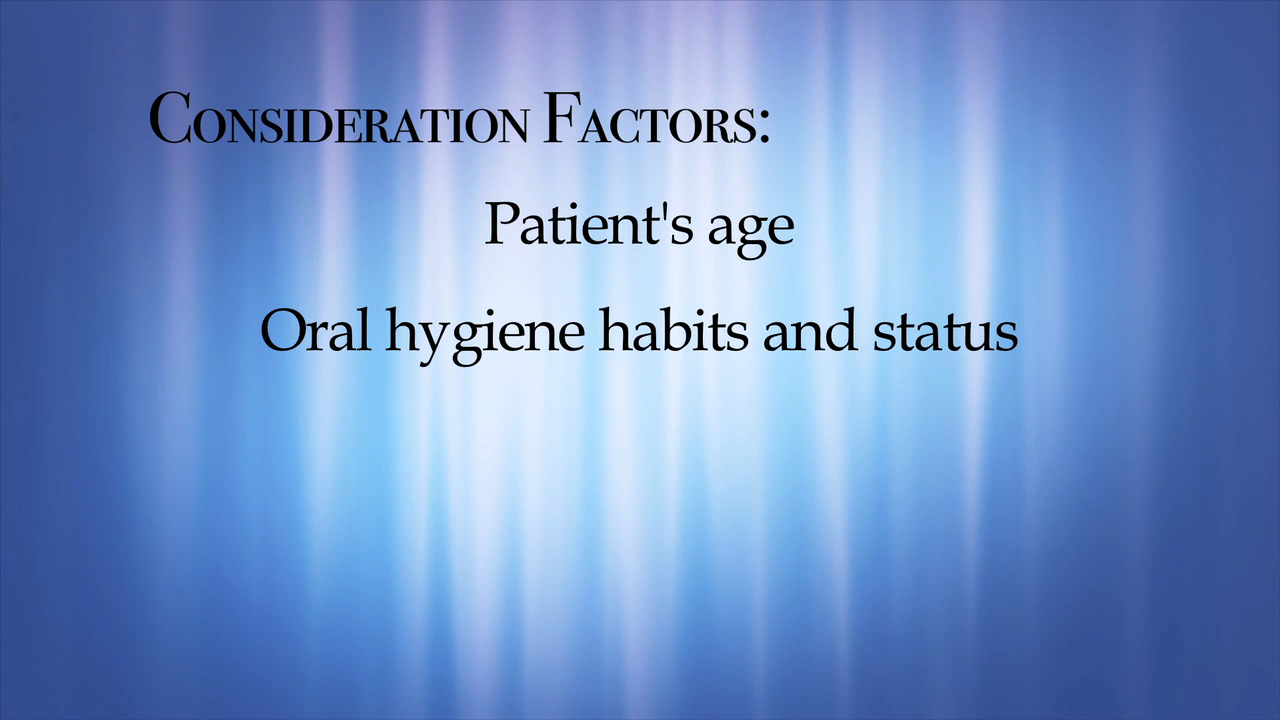 Consideration Factors:
Patient's age
Oral hygiene habits and status